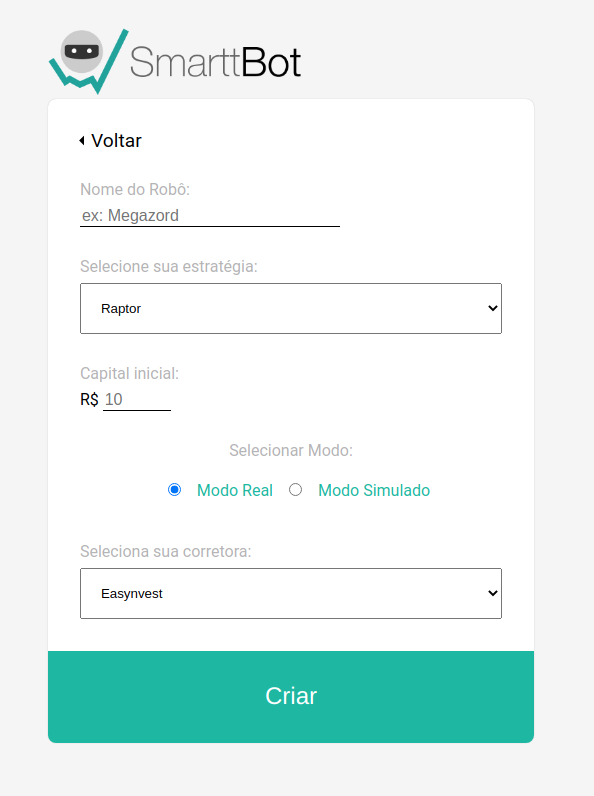 SmarttBot
Voltar
Nome do Robô:
ex: Megazord
Selecione sua estratégia:
Raptor
Capital inicial:
R$ 10
Selecionar Modo:
Modo Real Modo Simulado
Seleciona sua corretora:
Easynvest
Criar